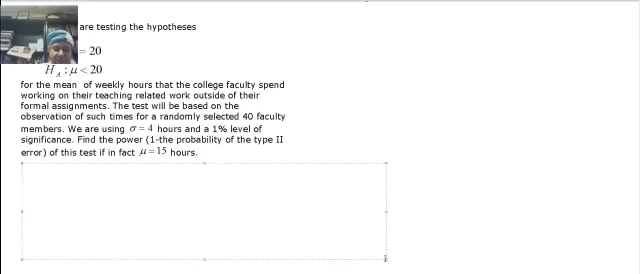 are testing the hypotheses
= 20
H_A : μ < 20
for the mean of weekly hours that the college faculty spend
working on their teaching related work outside of their
formal assignments. The test will be based on the
observation of such times for a randomly selected 40 faculty
members. We are using σ = 4 hours and a 1% level of
significance. Find the power (1-the probability of the type II
error) of this test if in fact μ = 15 hours.